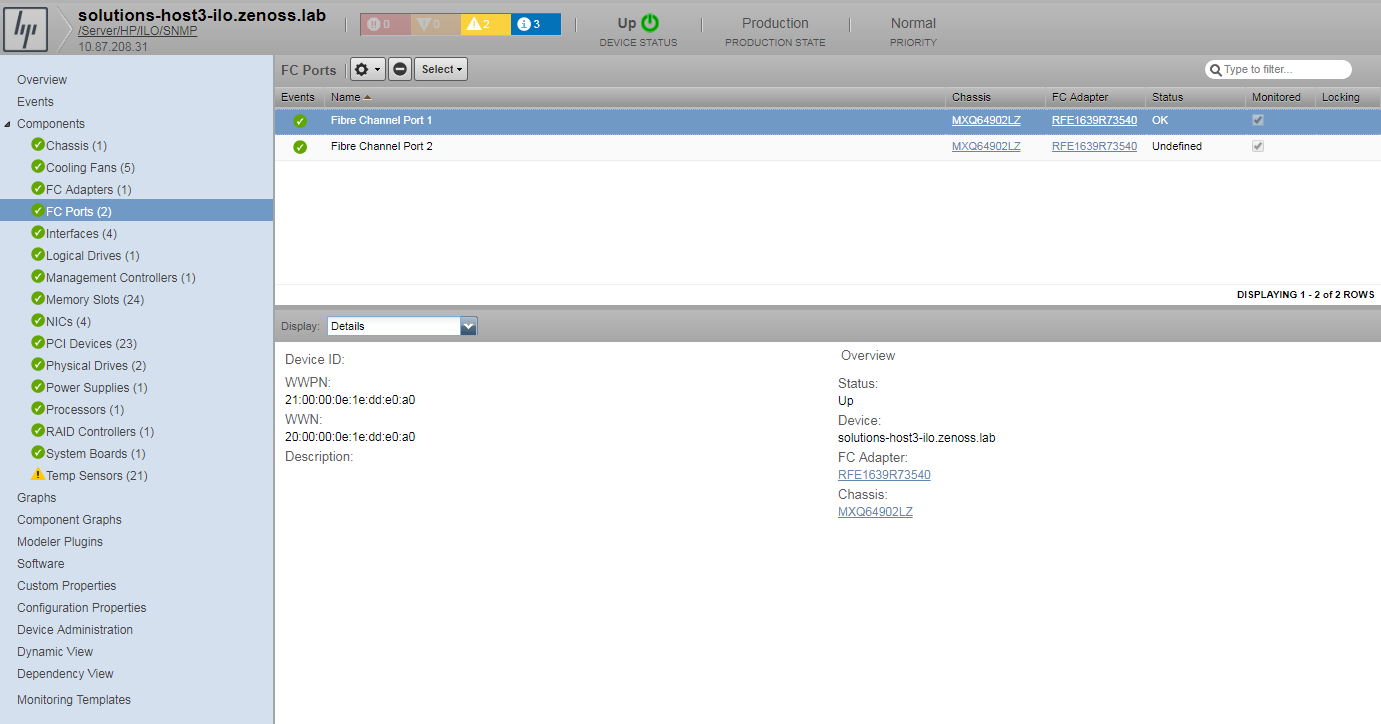 hp
solutions-host3-ilo.zenoss.lab
/Server/HP/ILO/SNMP
10.87.208.31
0 0 2 3
Up
DEVICE STATUS
Production
PRODUCTION STATE
Normal
PRIORITY
Overview
Events
Components
Chassis (1)
Cooling Fans (5)
FC Adapters (1)
FC Ports (2)
Interfaces (4)
Logical Drives (1)
Management Controllers (1)
Memory Slots (24)
NICs (4)
PCI Devices (23)
Physical Drives (2)
Power Supplies (1)
Processors (1)
RAID Controllers (1)
System Boards (1)
Temp Sensors (21)
Graphs
Component Graphs
Modeler Plugins
Software
Custom Properties
Configuration Properties
Device Administration
Dynamic View
Dependency View
Monitoring Templates
FC Ports Select Type to filter...
Events Name Chassis FC Adapter Status Monitored Locking
Fibre Channel Port 1 MXQ64902LZ RFE1639R73540 OK
Fibre Channel Port 2 MXQ64902LZ RFE1639R73540 Undefined
DISPLAYING 1 - 2 of 2 ROWS
Display: Details
Device ID:
WWPN:
21:00:00:0e:1e:dd:e0:a0
WWN:
20:00:00:0e:1e:dd:e0:a0
Description:
Overview
Status:
Up
Device:
solutions-host3-ilo.zenoss.lab
FC Adapter:
RFE1639R73540
Chassis:
MXQ64902LZ